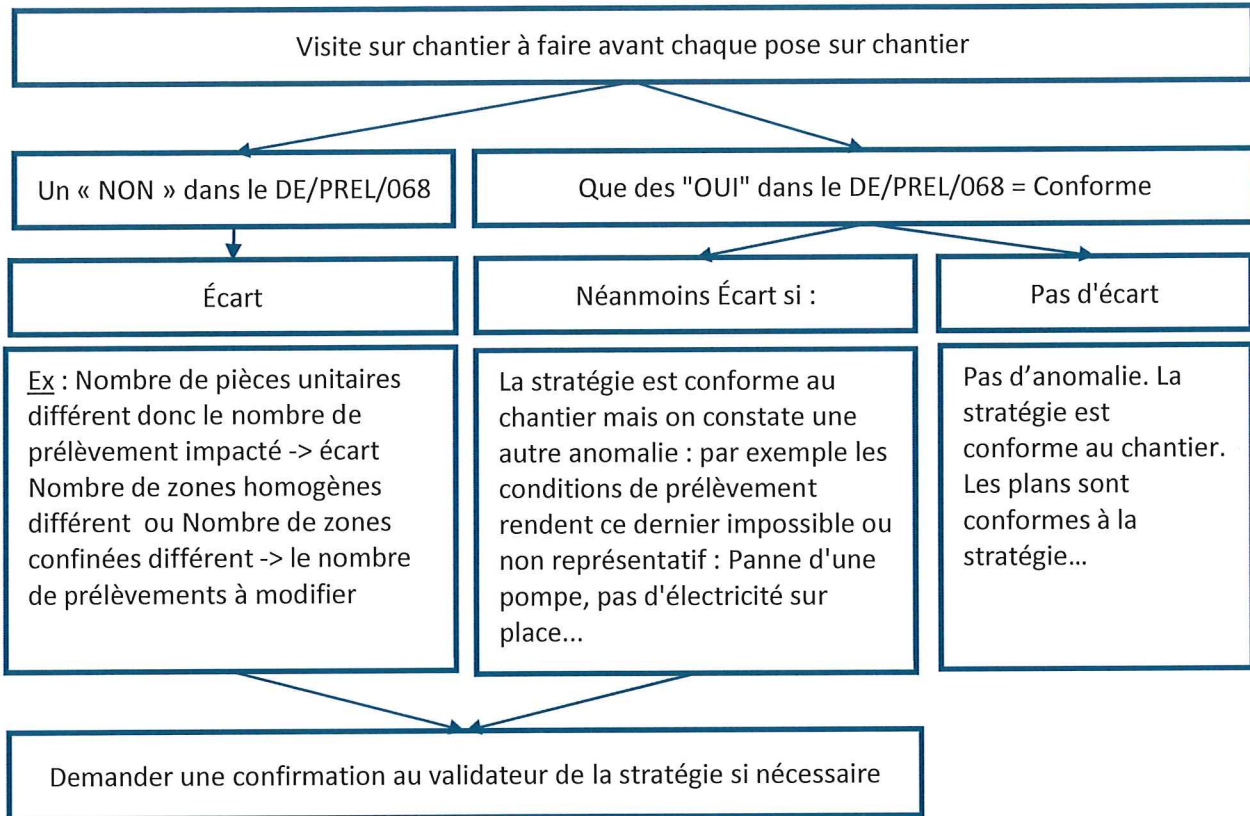 Visite sur chantier à faire avant chaque pose sur chantier
Un « NON » dans le DE/PREL/068
Que des "OUI" dans le DE/PREL/068 = Conforme
Écart
Néanmoins Écart si :
Pas d'écart
Ex : Nombre de pièces unitaires
différent donc le nombre de
prélèvement impacté -> écart
Nombre de zones homogènes
différent ou Nombre de zones
confinées différent -> le nombre
de prélèvements à modifier
La stratégie est conforme au
chantier mais on constate une
autre anomalie : par exemple les
conditions de prélèvement
rendent ce dernier impossible ou
non représentatif : Panne d'une
pompe, pas d'électricité sur
place...
Pas d’anomalie. La
stratégie est
conforme au chantier.
Les plans sont
conformes à la
stratégie...
Demander une confirmation au validateur de la stratégie si nécessaire